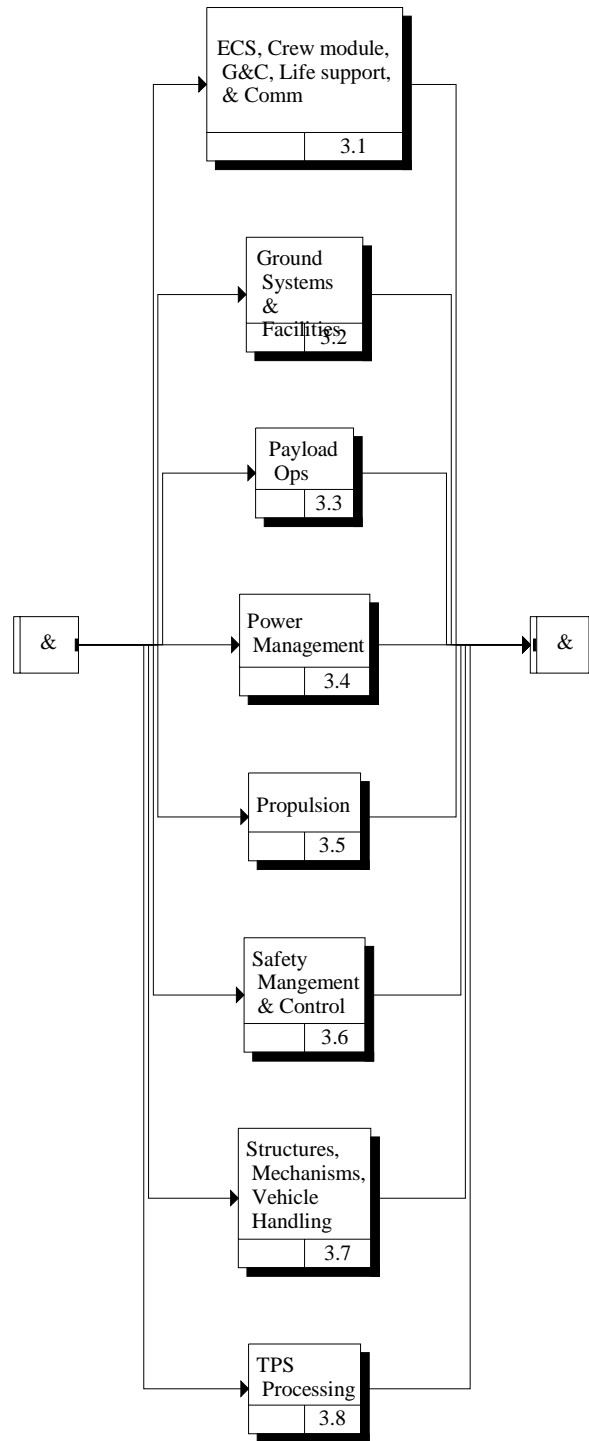 ECS, Crew module,
G&C, Life support,
& Comm
3.1
Ground
Systems
&
Facilities
3.2
Payload
Ops
3.3
&
Power
Management
3.4
&
Propulsion
3.5
Safety
Mangement
& Control
3.6
Structures,
Mechanisms,
Vehicle
Handling
3.7
TPS
Processing
3.8